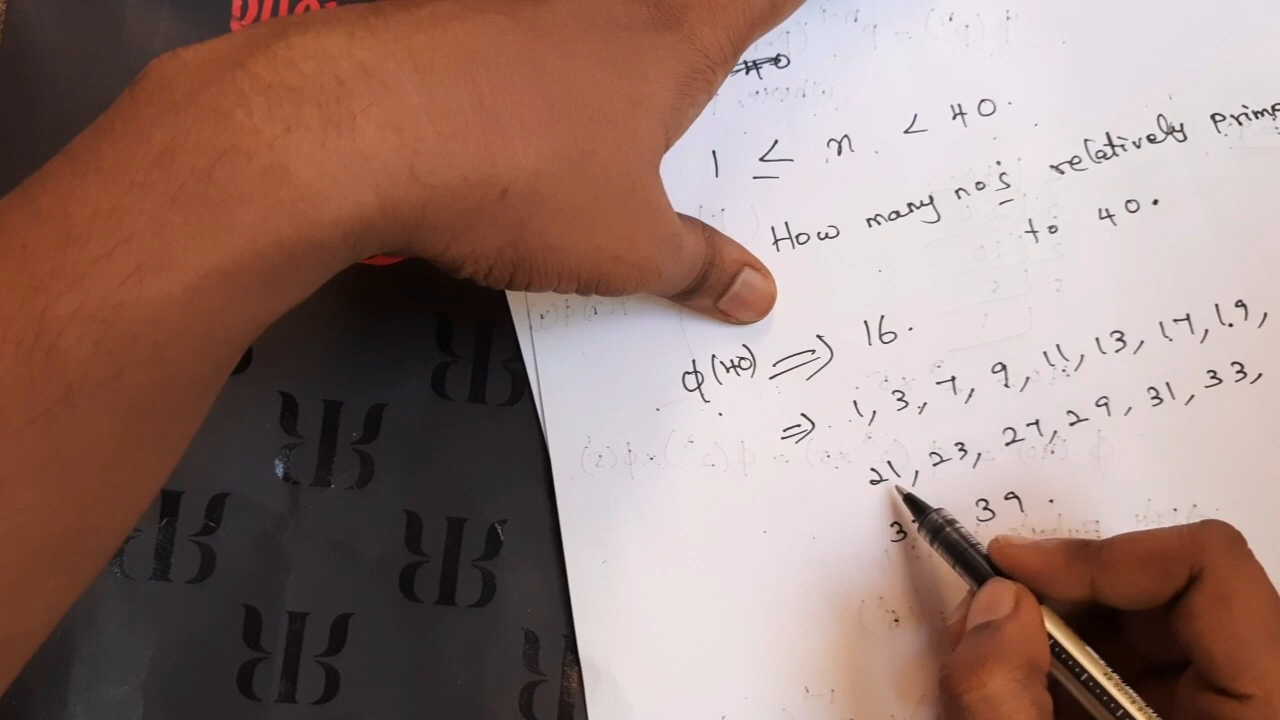 1 ≤ n < 40.
How many no's relatively prime
to 40.
φ(40) ⇒ 16.
⇒ 1, 3, 7, 9, 11, 13, 17, 19,
21, 23, 27, 29, 31, 33,
39.